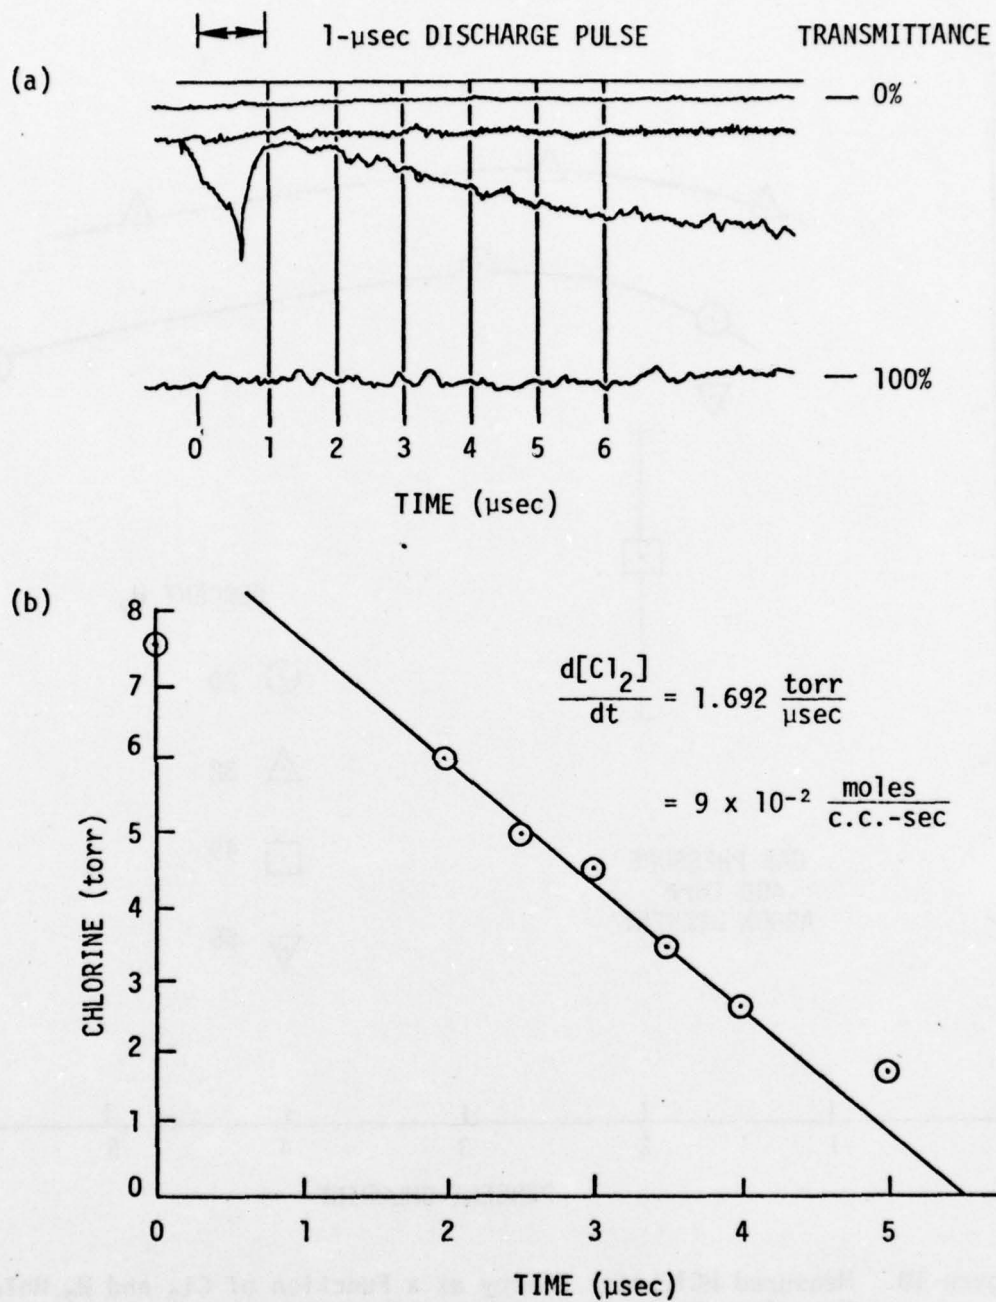 1-μsec DISCHARGE PULSE TRANSMITTANCE
(a)
0%
100%
0 1 2 3 4 5 6
TIME (μsec)
(b)
8
7
6
5
4
3
2
1
0
CHLORINE (torr)
d[Cl₂]/dt = 1.692 torr/μsec
= 9 x 10⁻² moles/c.c.-sec
0 1 2 3 4 5
TIME (μsec)